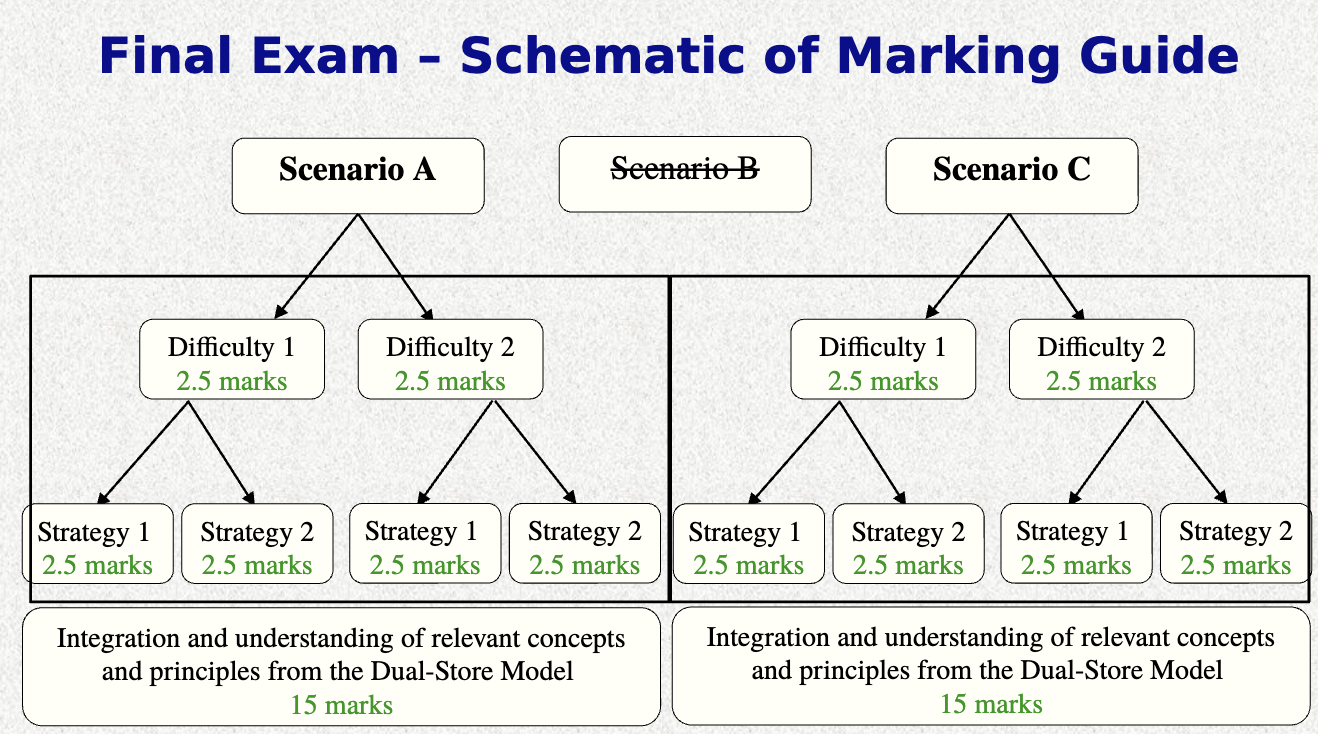 Final Exam – Schematic of Marking Guide
Scenario A
Scenario B
Scenario C
Difficulty 1
2.5 marks
Difficulty 2
2.5 marks
Difficulty 1
2.5 marks
Difficulty 2
2.5 marks
Strategy 1
2.5 marks
Strategy 2
2.5 marks
Strategy 1
2.5 marks
Strategy 2
2.5 marks
Strategy 1
2.5 marks
Strategy 2
2.5 marks
Strategy 1
2.5 marks
Strategy 2
2.5 marks
Integration and understanding of relevant concepts
and principles from the Dual-Store Model
15 marks
Integration and understanding of relevant concepts
and principles from the Dual-Store Model
15 marks